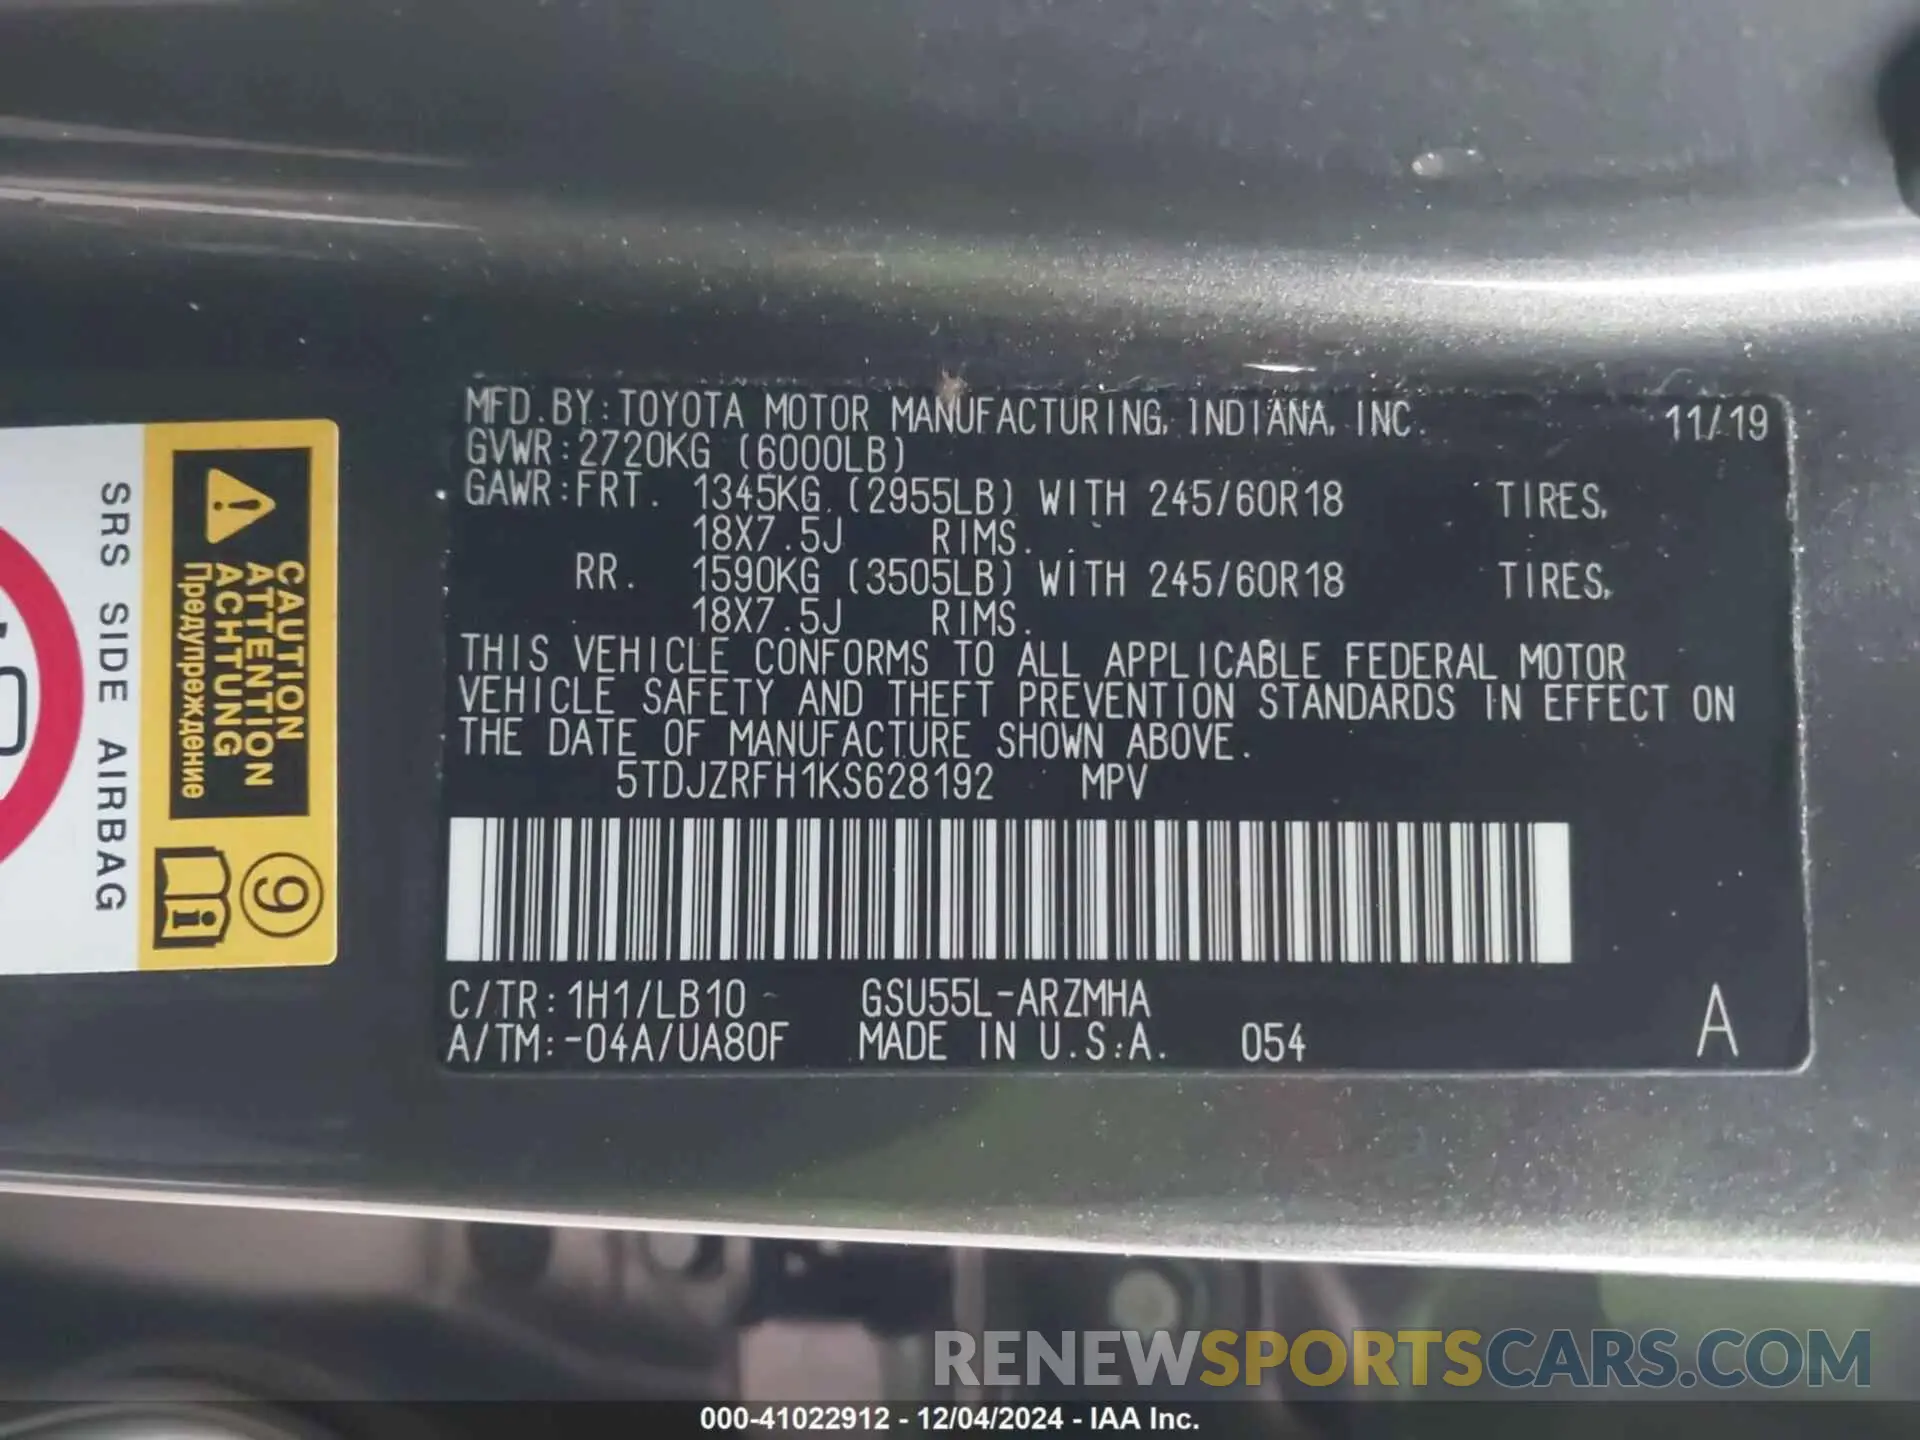 MFD.BY:TOYOTA MOTOR MANUFACTURING, INDIANA, INC. 11/19
GVWR:2720KG (6000LB)
GAWR:FRT. 1345KG (2955LB) WITH 245/60R18 TIRES,
18X7.5J RIMS.
RR. 1590KG (3505LB) WITH 245/60R18 TIRES,
18X7.5J RIMS.
THIS VEHICLE CONFORMS TO ALL APPLICABLE FEDERAL MOTOR
VEHICLE SAFETY AND THEFT PREVENTION STANDARDS IN EFFECT ON
THE DATE OF MANUFACTURE SHOWN ABOVE.
5TDJZRFH1KS628192 MPV
C/TR:1H1/LB10 GSU55L-ARZMHA
A/TM:-04A/UA80F MADE IN U.S.A. 054
A
CAUTION
ATTENTION
ACHTUNG
Предупреждение
9
SRS SIDE AIRBAG
RENEWSPORTSCARS.COM
000-41022912 - 12/04/2024 - IAA Inc.